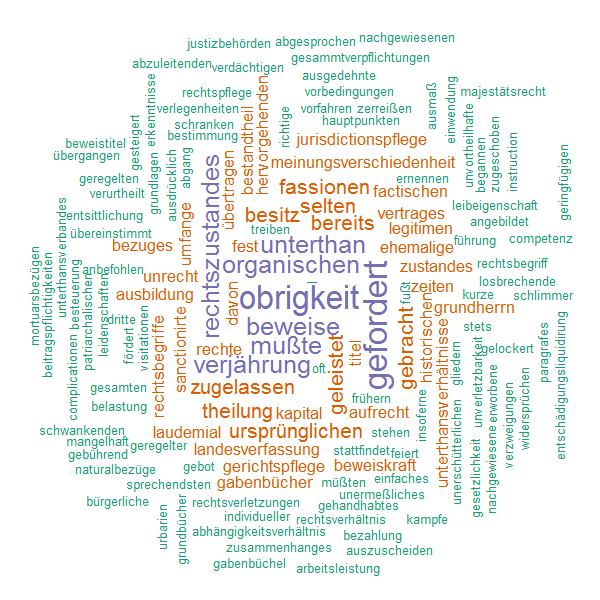 nachgewiesenen
justizbehörden
abgesprochen
gesammtverpflichtungen
abzuleitenden
verdächtigen
ausgedehnte
rechtspflege
vorbedingungen
majestätsrecht
erkenntnisse
verlegenheiten
hervorgehenden
vorfahren
zerreißen
ausmaß
einwendung
gesteigert
schranken
bestandtheil
richtige
hauptpunkten
beweistitel
bestimmung
jurisdictionspflege
unvortheilhafte
begannen
zugeschoben
instruction
geringfügigen
übergangen
grundlagen
ausdrücklich
abgang
übertragen
meinungsverschiedenheit
geregelten
verurtheilt
rechtszustandes
fassionen
ernennen
factischen
entsittlichung
umfange
besitz
selten
vertrages
leibeigenschaft
unterthansverbandes
übereinstimmt
treiben
bereits
legitimen
angebildet
bezuges
fest
unterthan
ehemalige
führung
competenz
mortuarsbezügen
beitragspflichtigkeiten
besteuerung
patriarchalischen
leidenschaften
anbefohlen
unrecht
organischen
zustandes
rechtsbegriff
ausbildung
davon
–
obrigkeit
gefordert
fußt
zeiten
losbrechende
kurze
schlimmer
dritte
visitationen
fördert
complicationen
sanctionirte
beweise
gebracht
historischen
grundherrn
rechtsbegriffe
rechte
mußte
titel
unterthansverhältnisse
stets
gelockert
paragrafes
verjährung
oft
geleistet
gliedern
unverletzbarkeit
erworbene
entschädigungsliquidirung
gesamten
zugelassen
frühern
verzweigungen
widersprüchen
belastung
theilung
kapital
aufrecht
insoferne
schwankenden
laudemial
ursprünglichen
stehen
unerschütterlichen
gesetzlichkeit
nachgewiesene
mangelhaft
geregelter
landesverfassung
stattfindet
feiert
gebührend
naturalbezüge
gebot
gerichtspflege
beweiskraft
sprechendsten
gabenbücher
müßten
einfaches
bürgerliche
unermeßliches
urbarien
grundbücher
rechtsverletzungen
gehandhabtes
individueller
rechtsverhältnis
kampfe
abhängigkeitsverhältnis
bezahlung
zusammenhanges
auszuscheiden
gabenbüchel
arbeitsleistung